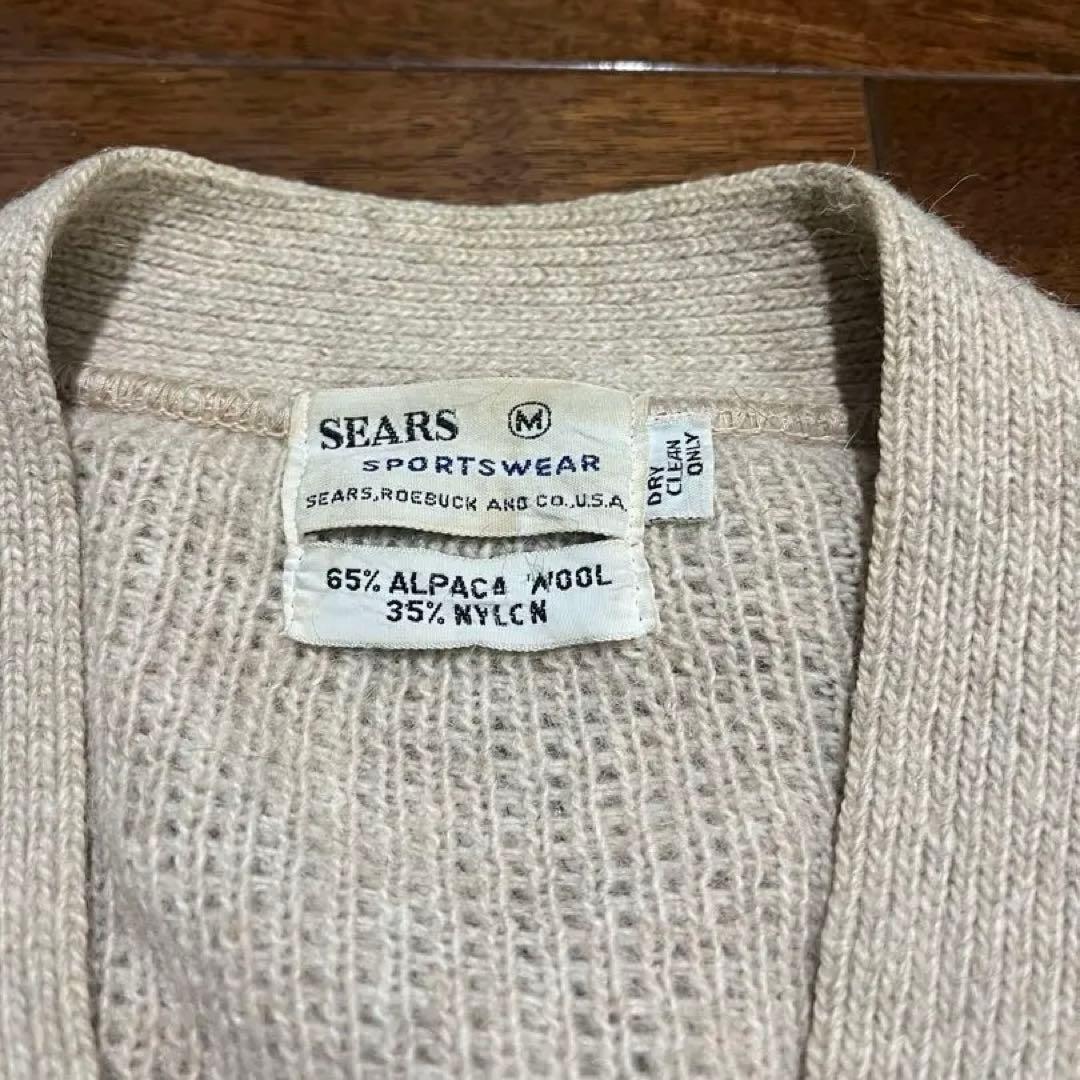 SEARS M
SPORTSWEAR
SEARS, ROEBUCK AND CO., U.S.A.
DRY
CLEAN
ONLY
65% ALPACA WOOL
35% NYLON